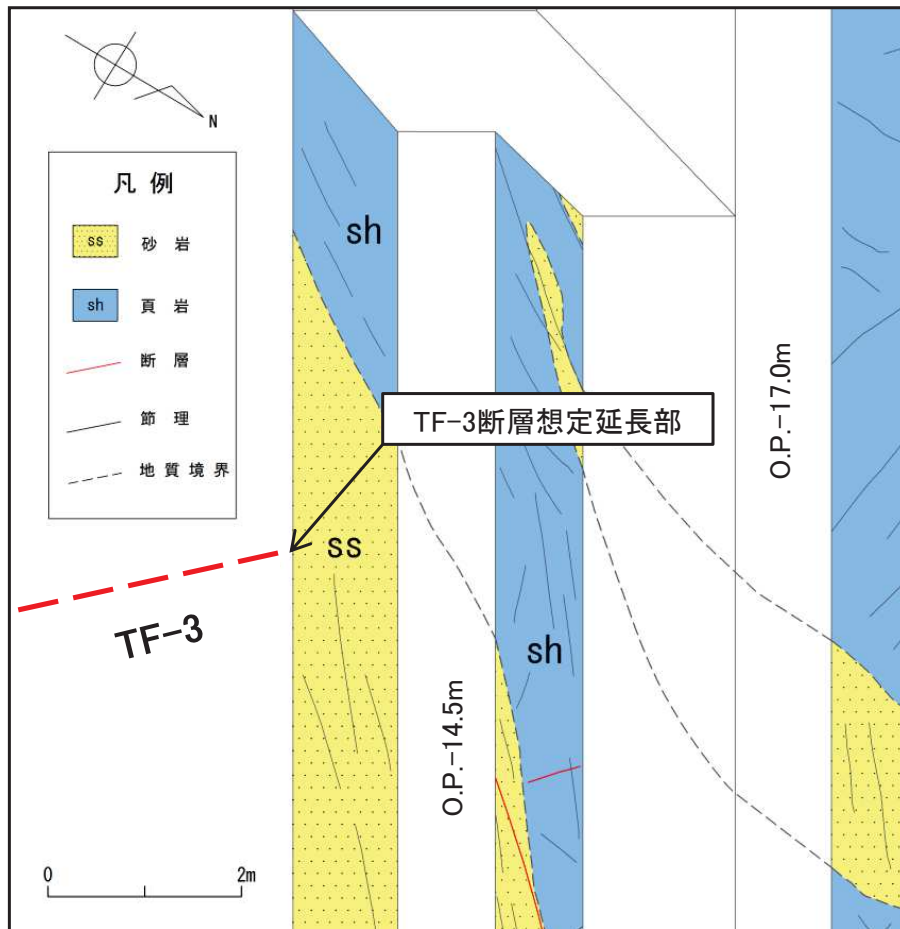 N
凡例
ss 砂岩
sh 頁岩
断層
節理
地質境界
0 2m
TF-3
sh
TF-3断層想定延長部
ss
sh
O.P.-14.5m
O.P.-17.0m